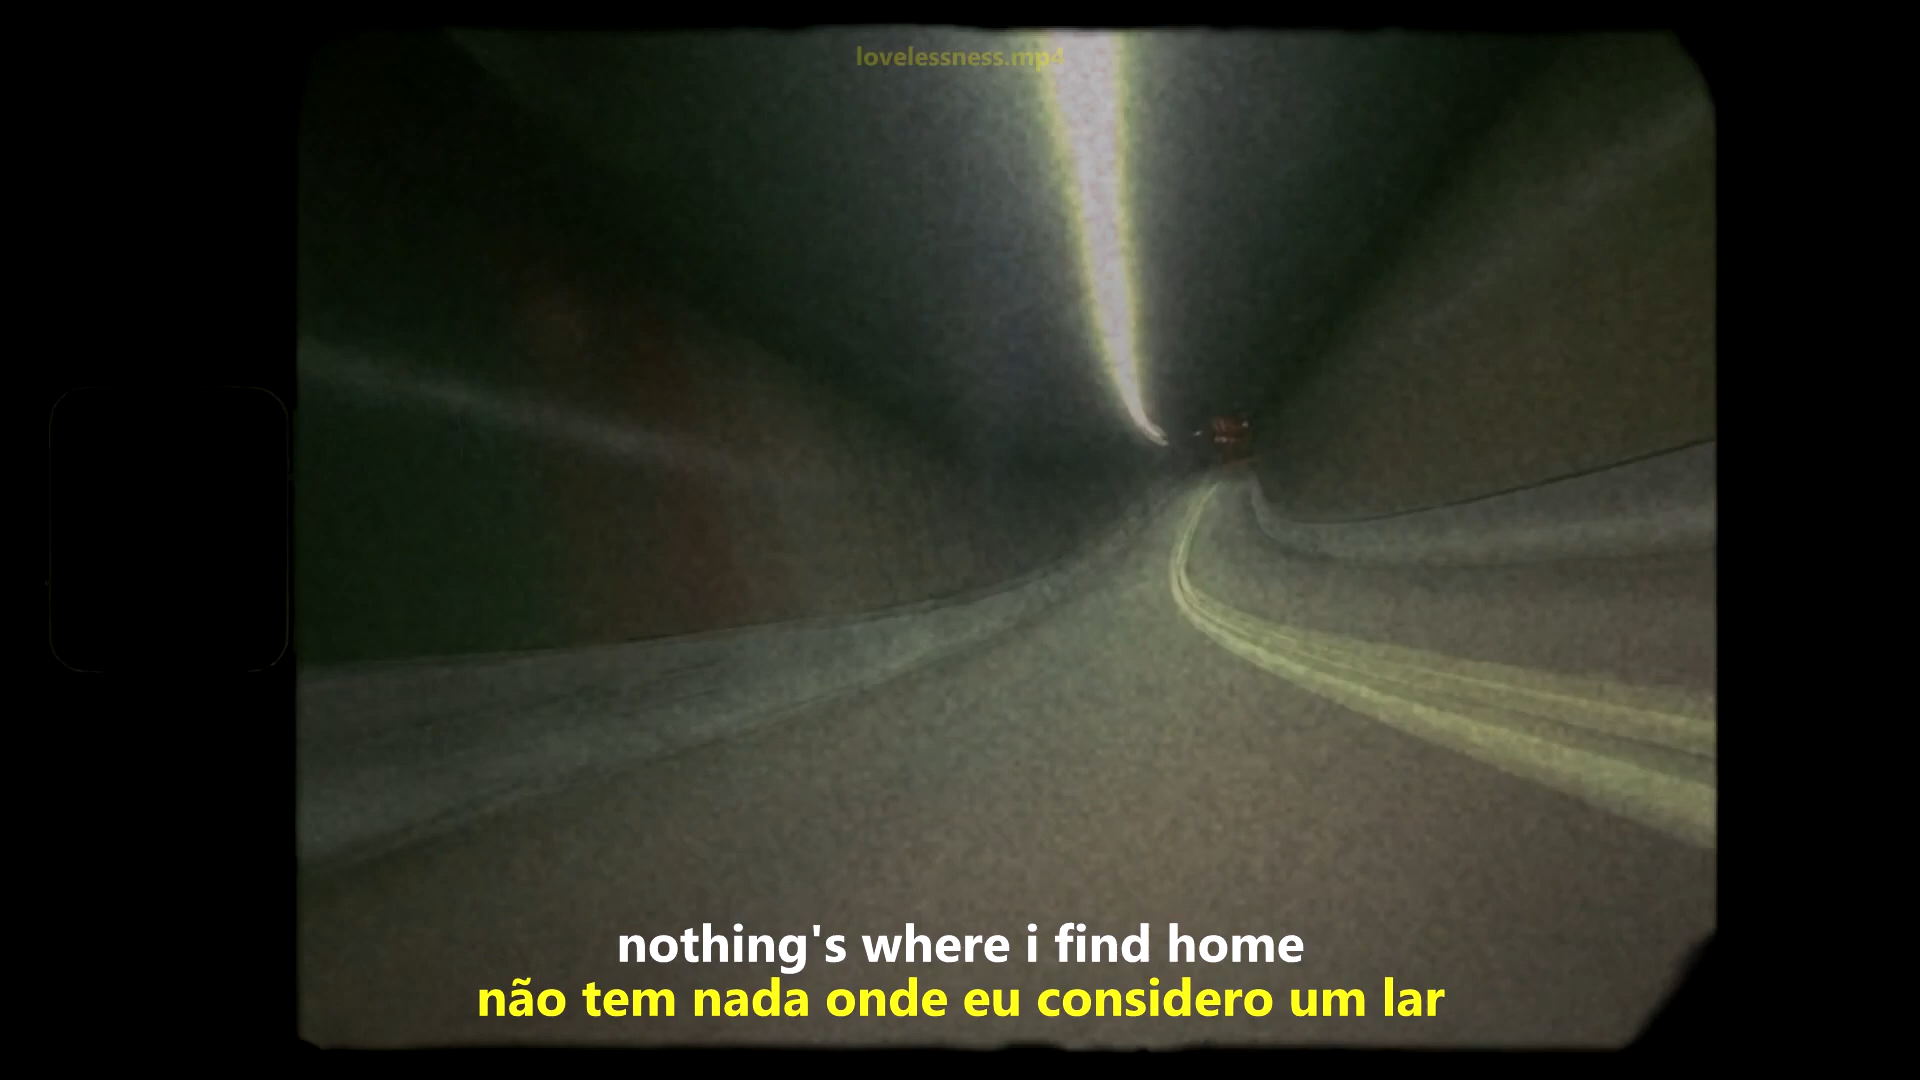 lovelessness.mp4
nothing's where i find home
não tem nada onde eu considero um lar